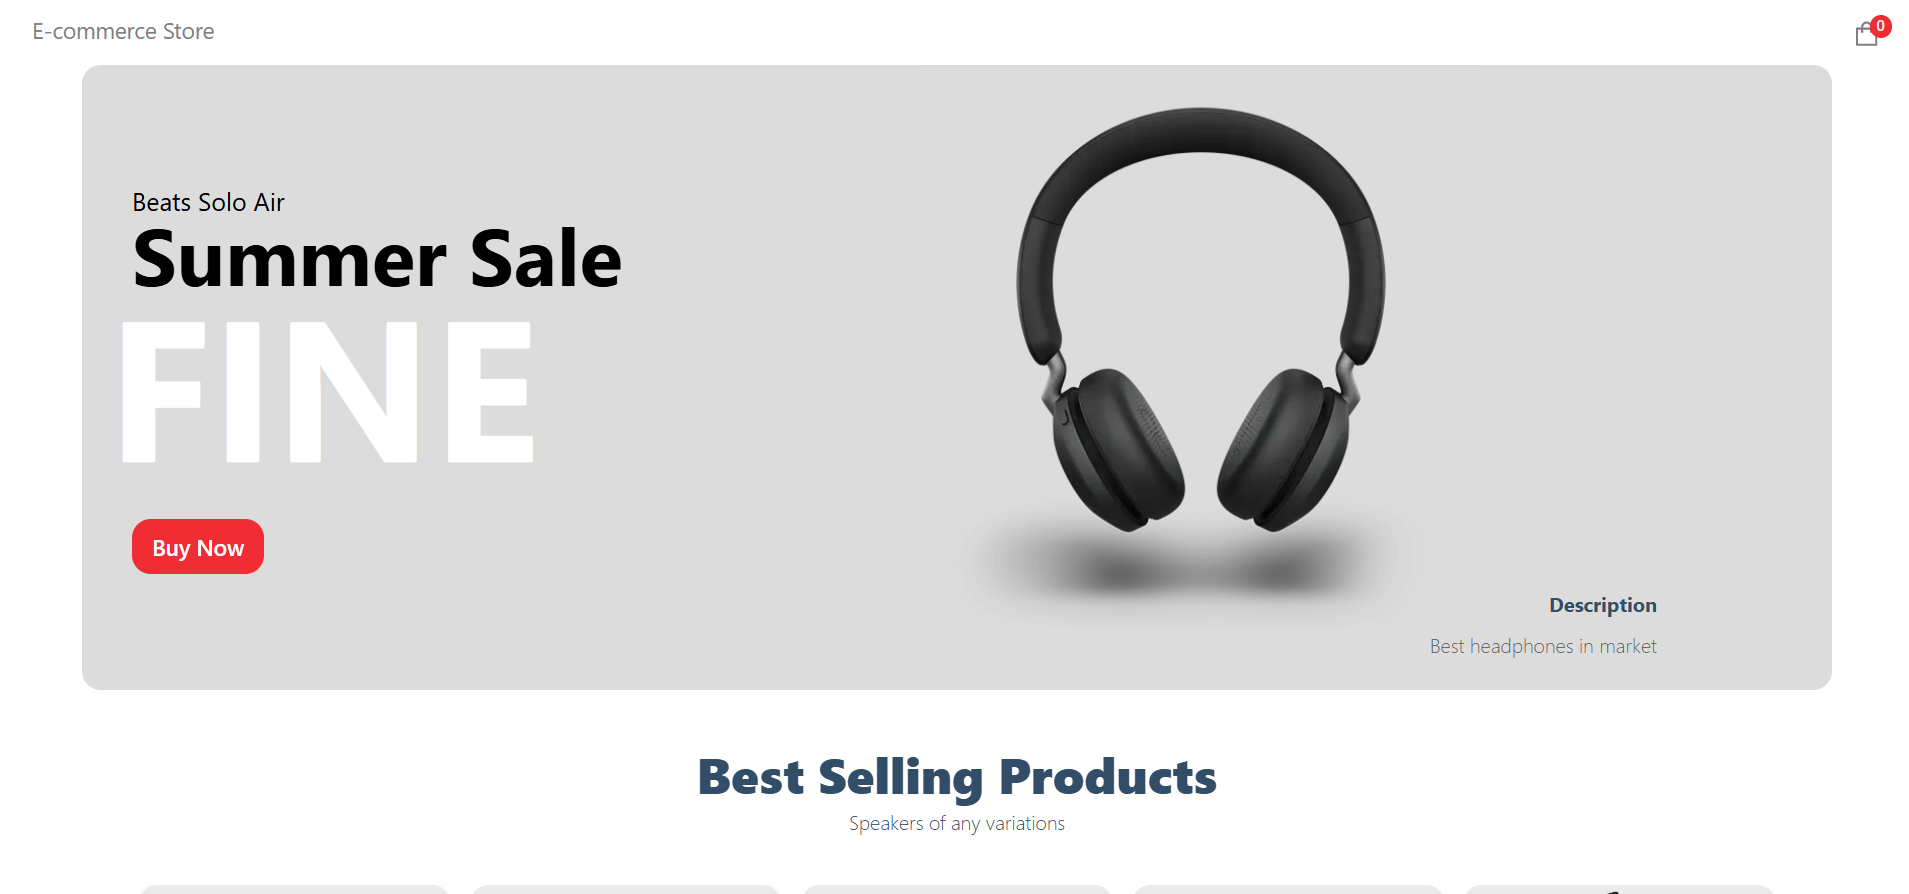 E-commerce Store
0
Beats Solo Air
Summer Sale
FINE
Buy Now
Description
Best headphones in market
Best Selling Products
Speakers of any variations